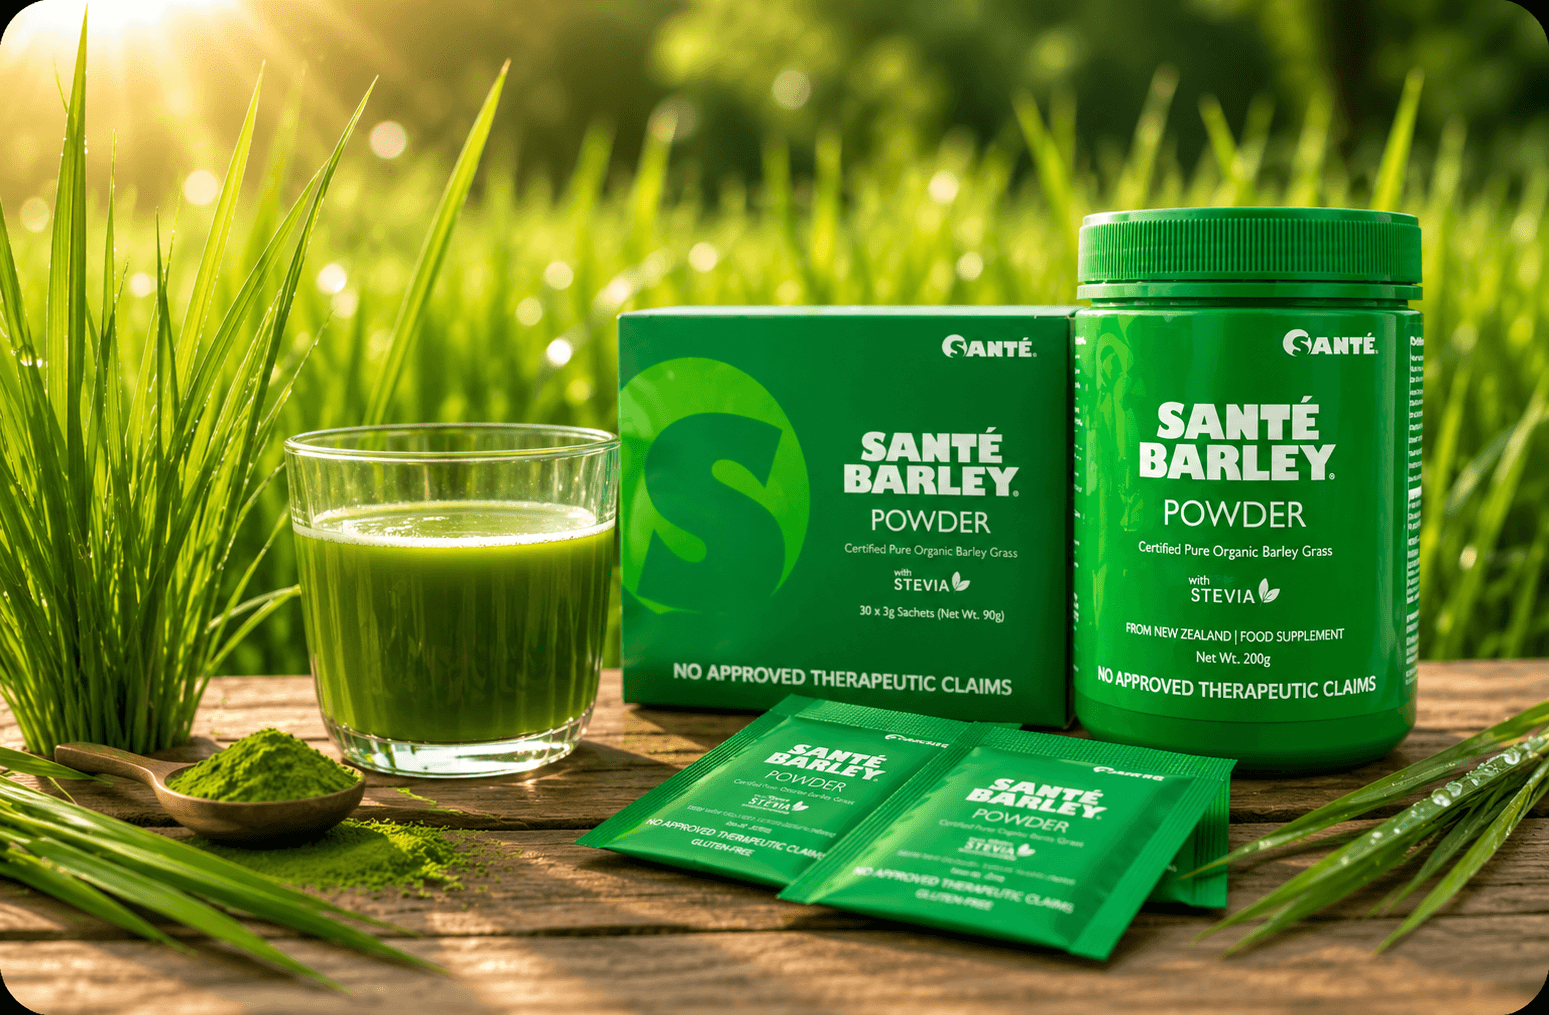 SANTÉ
SANTÉ
BARLEY®
POWDER
Certified Pure Organic Barley Grass
with
STEVIA
30 x 3g Sachets (Net Wt. 90g)
NO APPROVED THERAPEUTIC CLAIMS
SANTÉ
SANTÉ
BARLEY®
POWDER
Certified Pure Organic Barley Grass
with
STEVIA
FROM NEW ZEALAND | FOOD SUPPLEMENT
Net Wt. 200g
NO APPROVED THERAPEUTIC CLAIMS
SANTÉ
BARLEY®
POWDER
STEVIA
NO APPROVED THERAPEUTIC CLAIMS
GLUTEN-FREE
SANTÉ
BARLEY®
POWDER
STEVIA
NO APPROVED THERAPEUTIC CLAIMS
GLUTEN-FREE